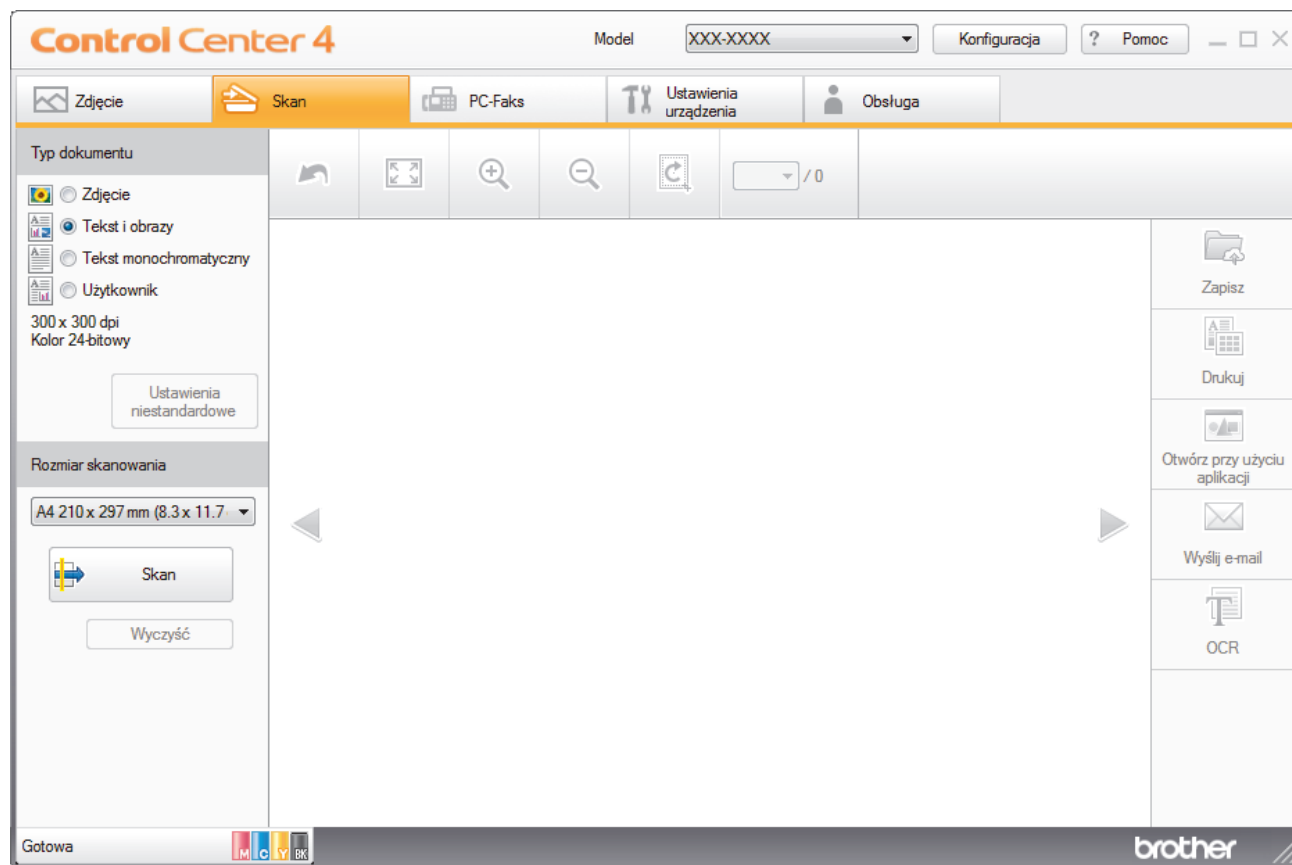 Control Center 4
Model
XXX-XXXX
Konfiguracja
? Pomoc
Zdjęcie
Skan
PC-Faks
Ustawienia
urządzenia
Obsługa
Typ dokumentu
Zdjęcie
Tekst i obrazy
Tekst monochromatyczny
Użytkownik
300 x 300 dpi
Kolor 24-bitowy
Ustawienia
niestandardowe
Rozmiar skanowania
A4 210 x 297 mm (8.3 x 11.7
Skan
Wyczyść
/ 0
Zapisz
Drukuj
Otwórz przy użyciu
aplikacji
Wyślij e-mail
OCR
Gotowa
M C Y BK
brother